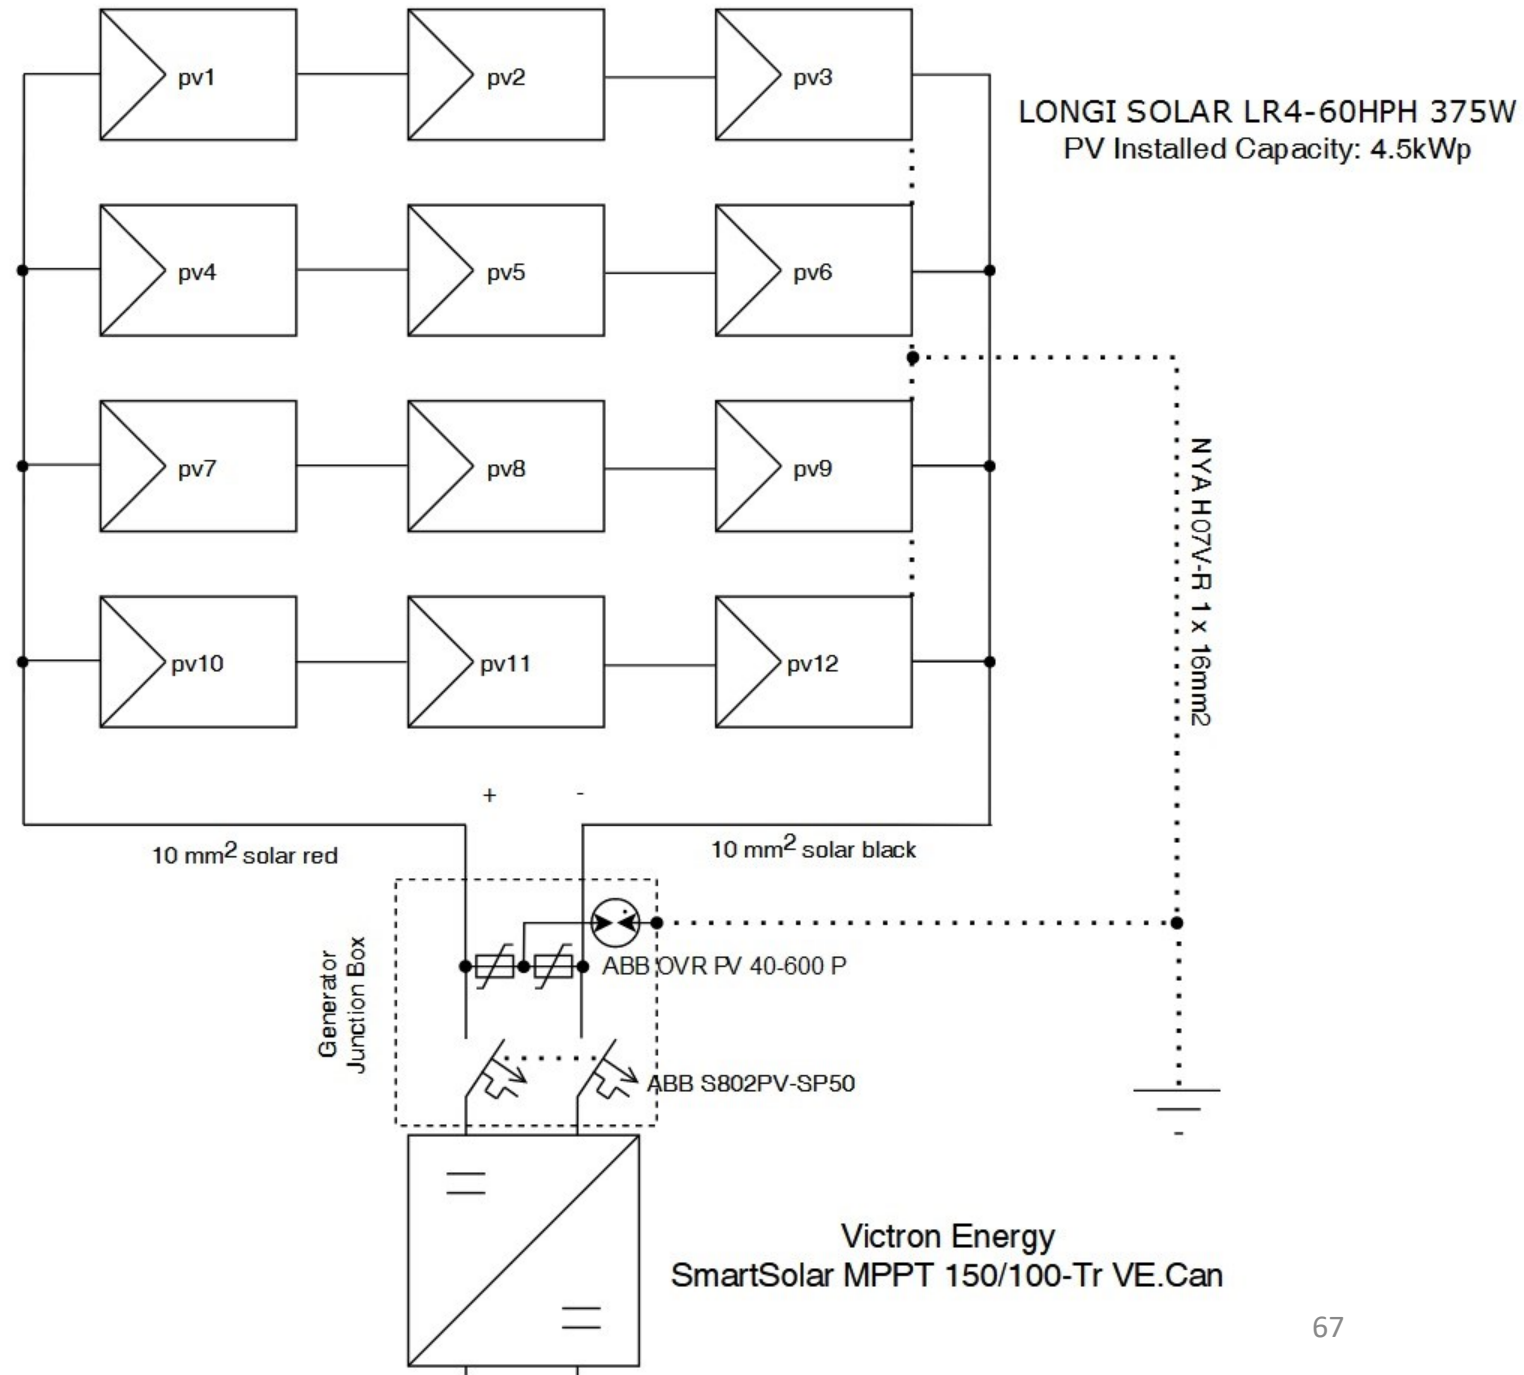 pv1
pv2
pv3
LONGI SOLAR LR4-60HPH 375W
PV Installed Capacity: 4.5kWp
pv4
pv5
pv6
pv7
pv8
pv9
NYA H07V-R 1 x 16mm2
pv10
pv11
pv12
+
-
10 mm² solar red
10 mm² solar black
Generator
Junction Box
ABB OVR PV 40-600 P
ABB S802PV-SP50
Victron Energy
SmartSolar MPPT 150/100-Tr VE.Can
67